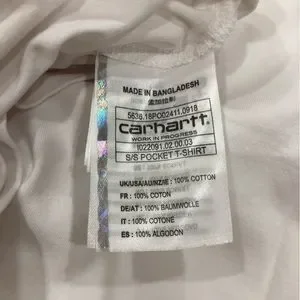 MADE IN BANGLADESH
5636.18PO02411.0918
carhartt
WORK IN PROGRESS
I022091.02 00.03
S/S POCKET T-SHIRT
UK/USA/AU/NZ/IE : 100% COTTON
FR : 100% COTON
DE/AT : 100% BAUMWOLLE
IT : 100% COTONE
ES : 100% ALGODON